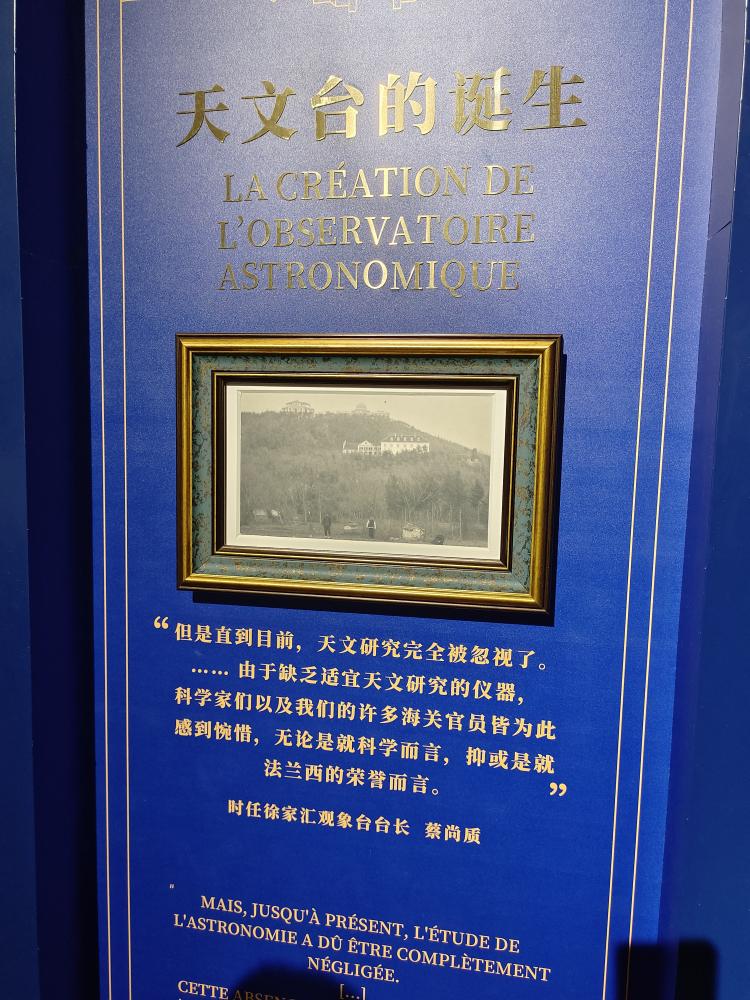 天文台的诞生
LA CRÉATION DE
L'OBSERVATOIRE
ASTRONOMIQUE
“但是直到目前，天文研究完全被忽视了。
…… 由于缺乏适宜天文研究的仪器，
科学家们以及我们的许多海关官员皆为此
感到惋惜，无论是就科学而言，抑或是就
法兰西的荣誉而言。”
时任徐家汇观象台台长 蔡尚质
“
MAIS, JUSQU'À PRÉSENT, L'ÉTUDE DE
L'ASTRONOMIE A DÛ ÊTRE COMPLÈTEMENT
NÉGLIGÉE.
[...]
CETTE